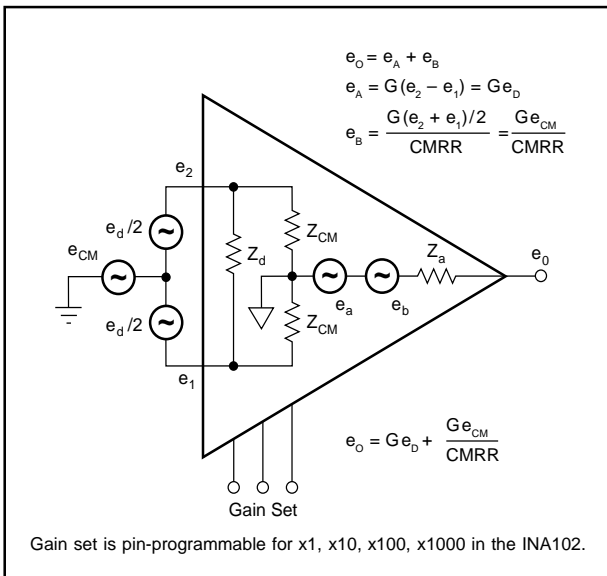 e_O = e_A + e_B
e_A = G(e_2 – e_1) = Ge_D
e_B = G(e_2 + e_1)/2 / CMRR = Ge_CM / CMRR
e_2
e_d /2
Z_CM
Z_d
e_CM
Z_a
e_0
e_a
e_b
e_d /2
Z_CM
e_1
e_O = Ge_D + Ge_CM / CMRR
Gain Set
Gain set is pin-programmable for x1, x10, x100, x1000 in the INA102.